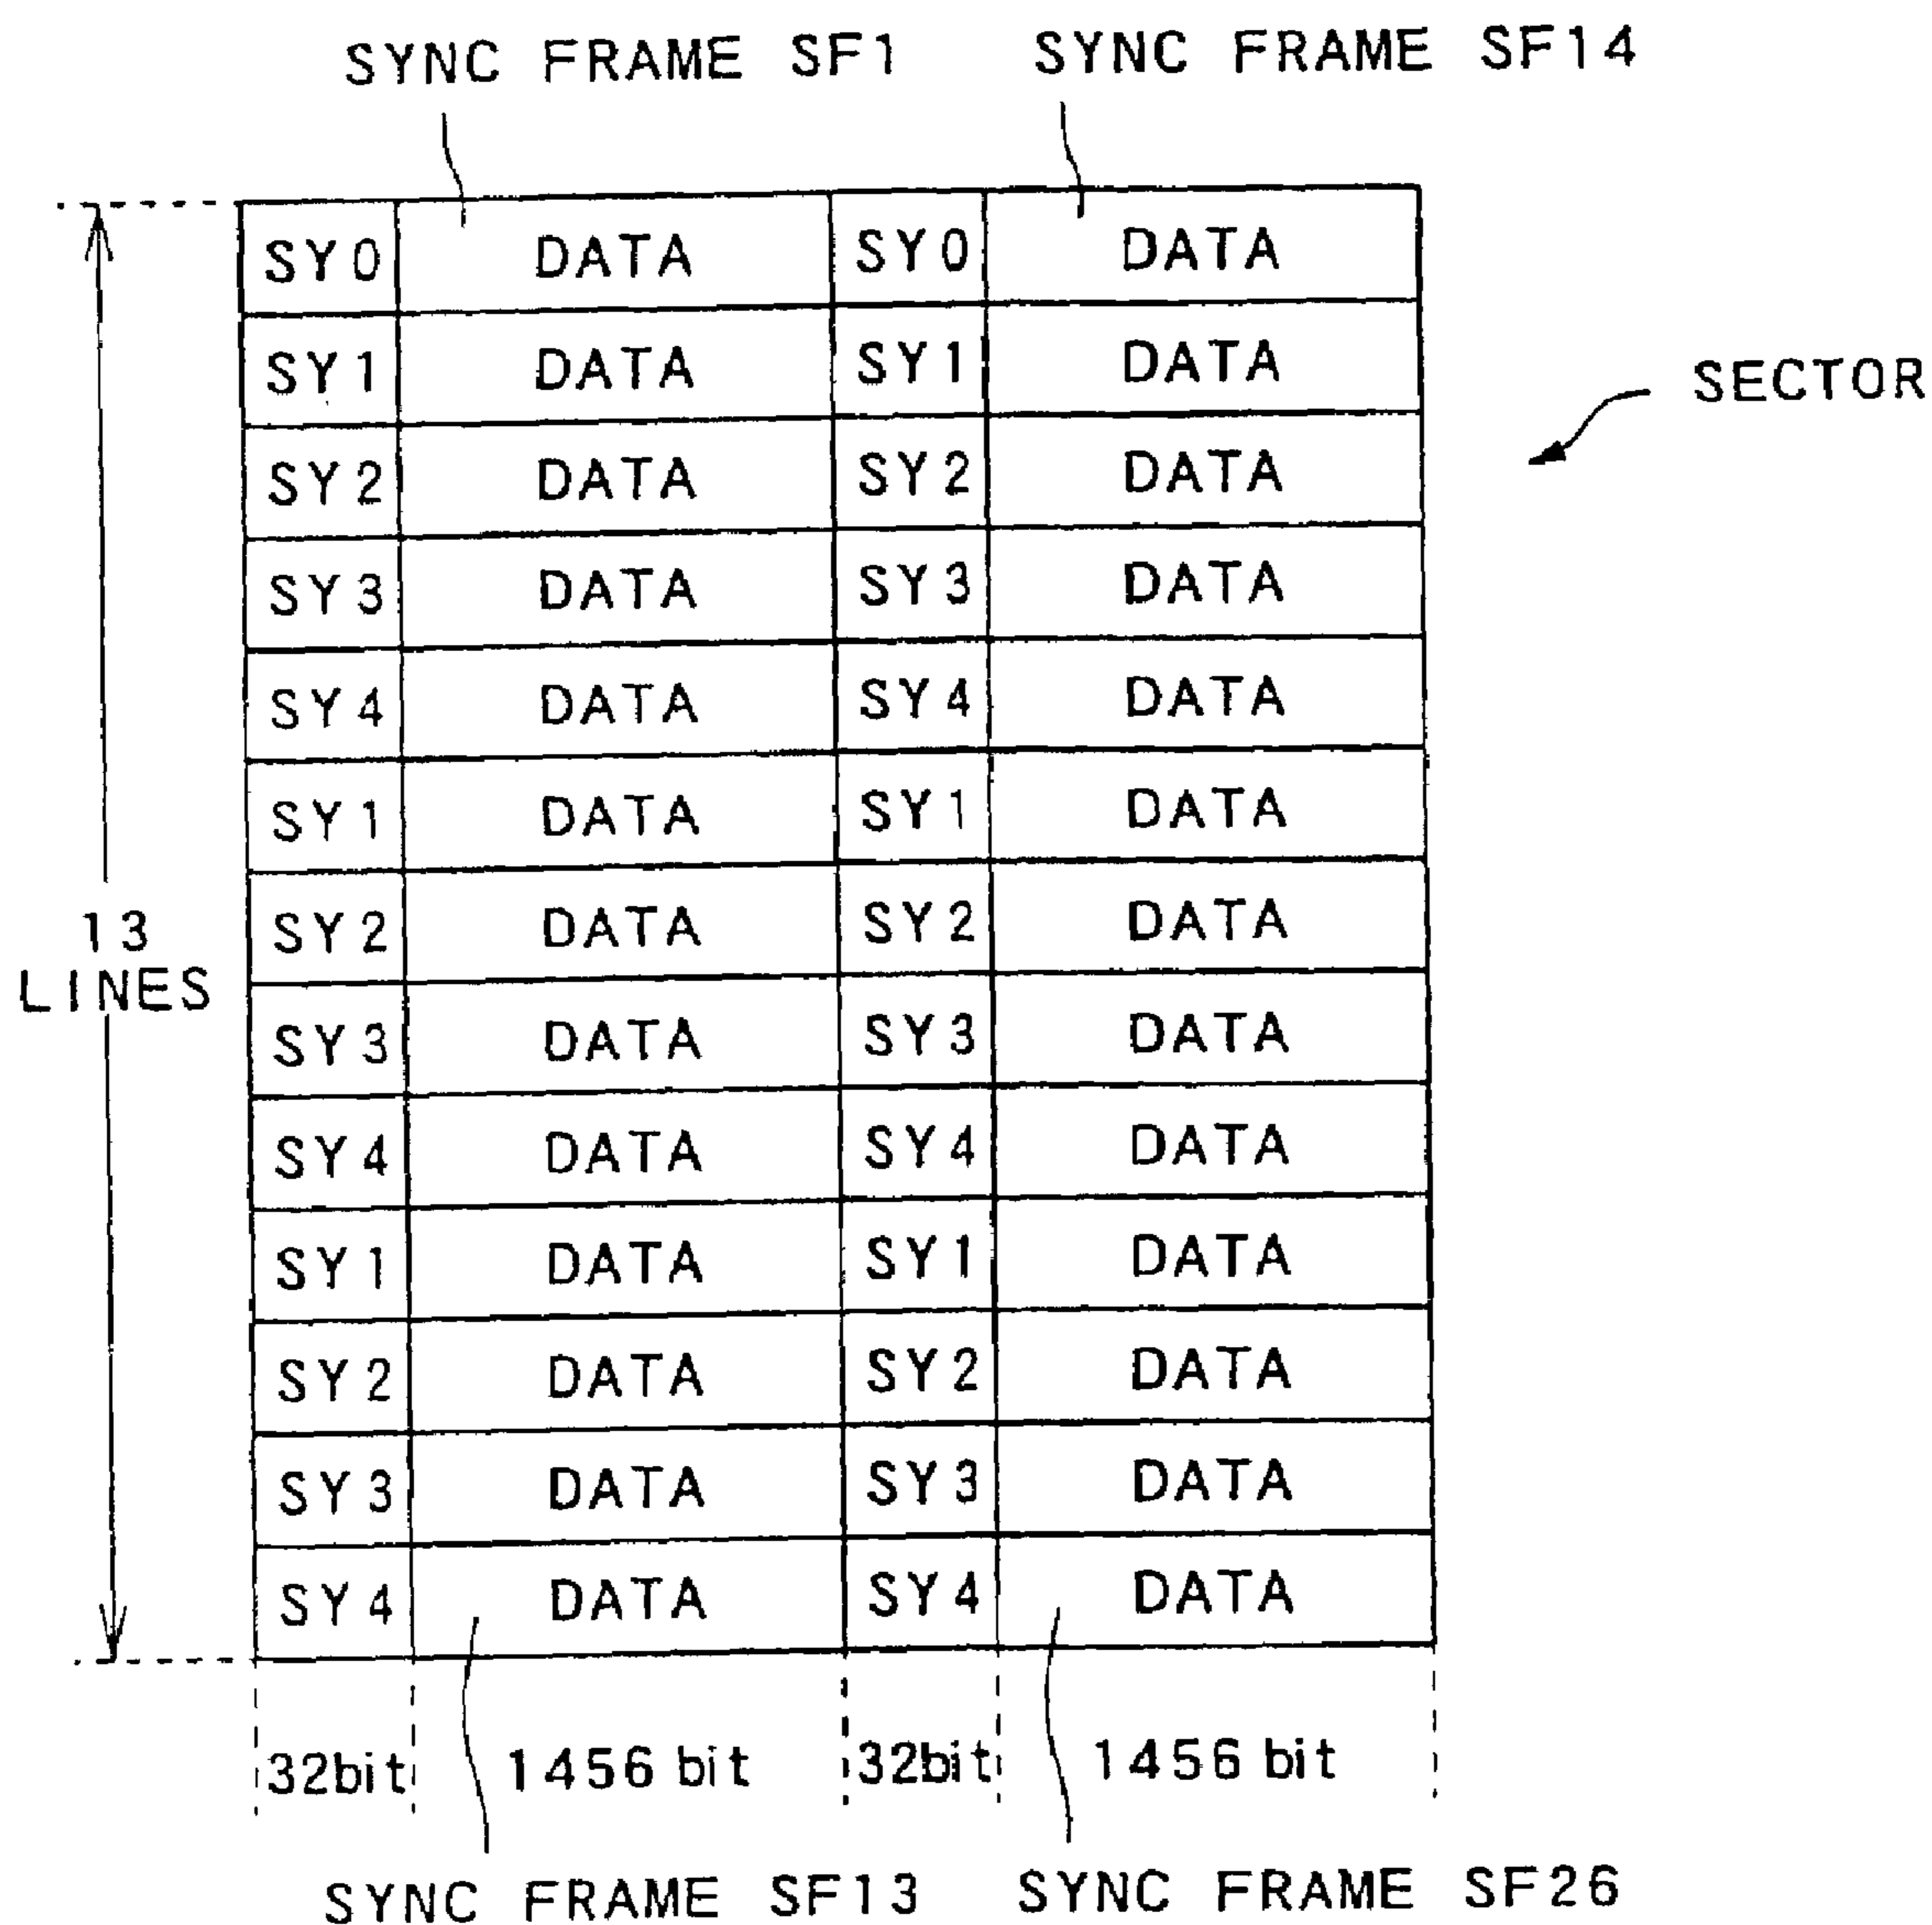 SYNC FRAME SF1 SYNC FRAME SF14
SY0 DATA SY0 DATA
SY1 DATA SY1 DATA
SECTOR
SY2 DATA SY2 DATA
SY3 DATA SY3 DATA
SY4 DATA SY4 DATA
SY1 DATA SY1 DATA
SY2 DATA SY2 DATA
13
LINES
SY3 DATA SY3 DATA
SY4 DATA SY4 DATA
SY1 DATA SY1 DATA
SY2 DATA SY2 DATA
SY3 DATA SY3 DATA
SY4 DATA SY4 DATA
32bit 1456 bit 32bit 1456 bit
SYNC FRAME SF13 SYNC FRAME SF26